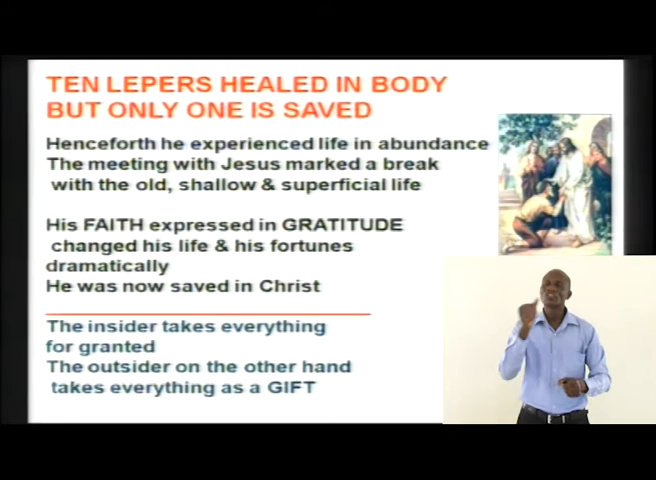 TEN LEPERS HEALED IN BODY
BUT ONLY ONE IS SAVED
Henceforth he experienced life in abundance
The meeting with Jesus marked a break
with the old, shallow & superficial life
His FAITH expressed in GRATITUDE
changed his life & his fortunes
dramatically
He was now saved in Christ
The insider takes everything
for granted
The outsider on the other hand
takes everything as a GIFT